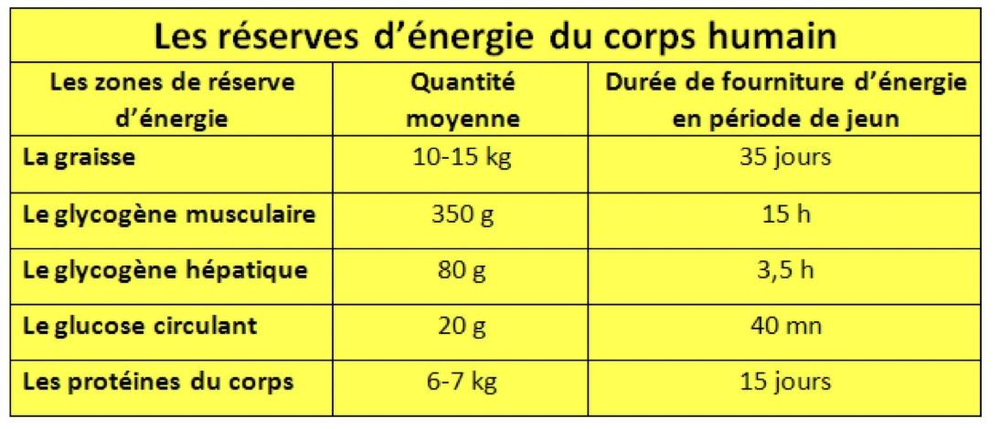 Les réserves d’énergie du corps humain
Les zones de réserve d’énergie | Quantité moyenne | Durée de fourniture d’énergie en période de jeun
La graisse | 10-15 kg | 35 jours
Le glycogène musculaire | 350 g | 15 h
Le glycogène hépatique | 80 g | 3,5 h
Le glucose circulant | 20 g | 40 mn
Les protéines du corps | 6-7 kg | 15 jours